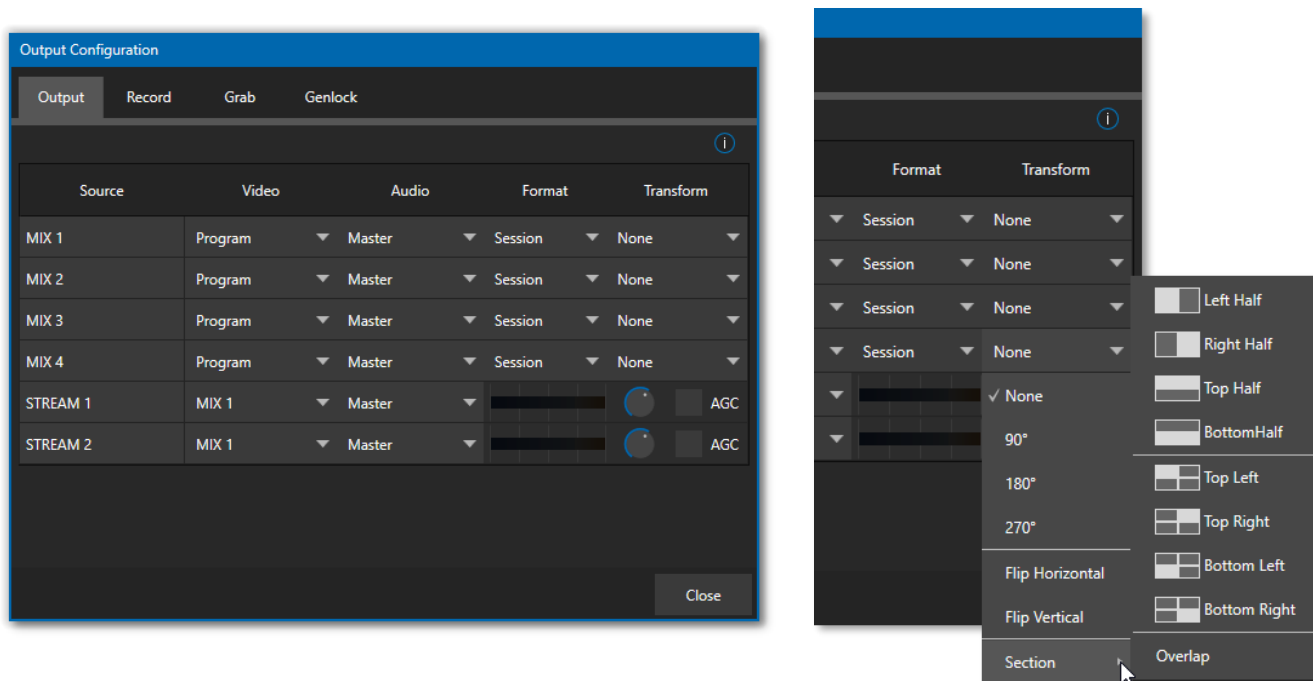 Output Configuration
Output Record Grab Genlock
i
Source Video Audio Format Transform
MIX 1 Program Master Session None
MIX 2 Program Master Session None
MIX 3 Program Master Session None
MIX 4 Program Master Session None
STREAM 1 MIX 1 Master AGC
STREAM 2 MIX 1 Master AGC
Close
i
Format Transform
Session None
Session None
Session None
Session None
✓ None
90°
180°
270°
Flip Horizontal
Flip Vertical
Section
Left Half
Right Half
Top Half
BottomHalf
Top Left
Top Right
Bottom Left
Bottom Right
Overlap